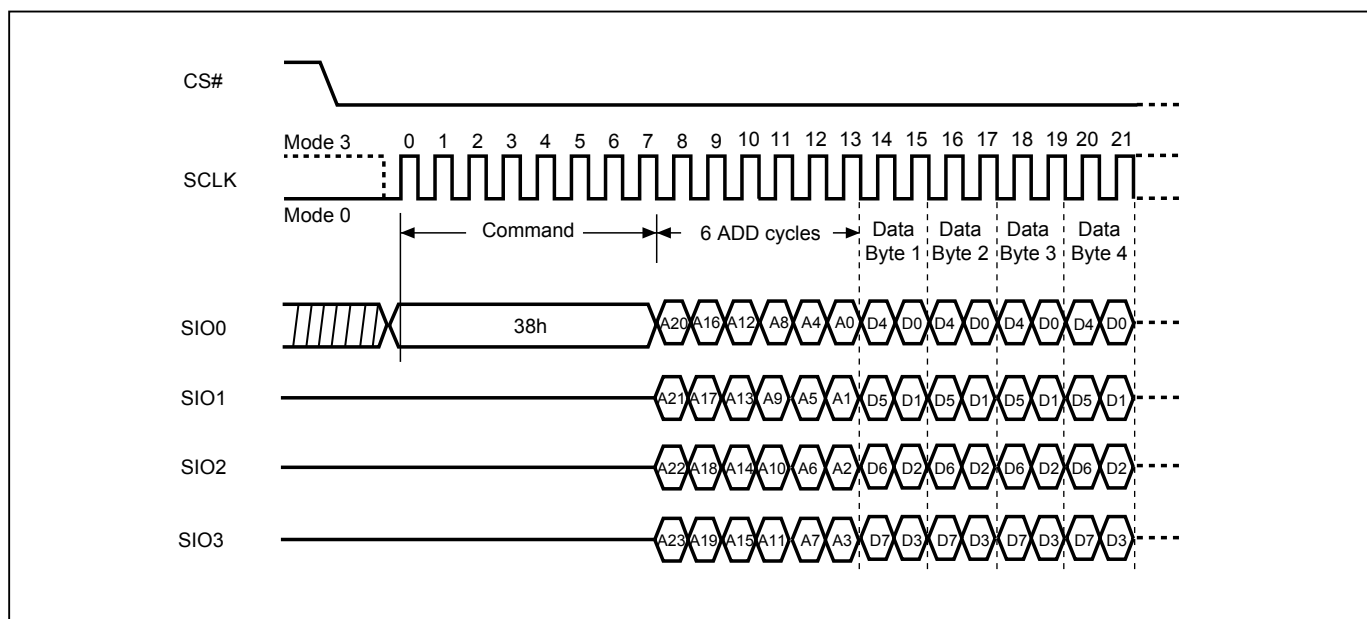 CS#
Mode 3
0 1 2 3 4 5 6 7 8 9 10 11 12 13 14 15 16 17 18 19 20 21
SCLK
Mode 0
Command
6 ADD cycles
Data Byte 1
Data Byte 2
Data Byte 3
Data Byte 4
SIO0
38h
A20 A16 A12 A8 A4 A0 D4 D0 D4 D0 D4 D0 D4 D0
SIO1
A21 A17 A13 A9 A5 A1 D5 D1 D5 D1 D5 D1 D5 D1
SIO2
A22 A18 A14 A10 A6 A2 D6 D2 D6 D2 D6 D2 D6 D2
SIO3
A23 A19 A15 A11 A7 A3 D7 D3 D7 D3 D7 D3 D7 D3